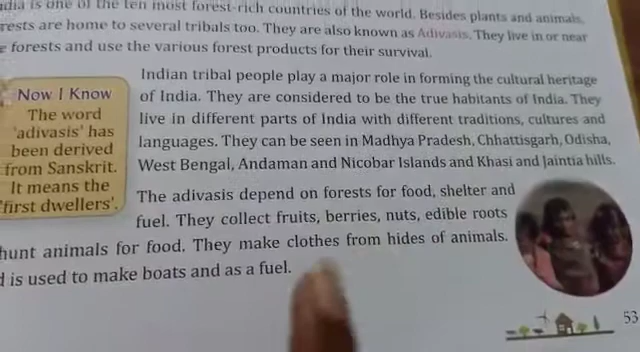 is one of the ten most forest-rich countries of the world. Besides plants and animals,
rests are home to several tribals too. They are also known as Adivasis. They live in or near
e forests and use the various forest products for their survival.
Indian tribal people play a major role in forming the cultural heritage
of India. They are considered to be the true habitants of India. They
live in different parts of India with different traditions, cultures and
languages. They can be seen in Madhya Pradesh, Chhattisgarh, Odisha,
West Bengal, Andaman and Nicobar Islands and Khasi and Jaintia hills.
Now I Know
The word
'adivasis' has
been derived
from Sanskrit.
It means the
'first dwellers'.
The adivasis depend on forests for food, shelter and
fuel. They collect fruits, berries, nuts, edible roots
hunt animals for food. They make clothes from hides of animals.
d is used to make boats and as a fuel.
53